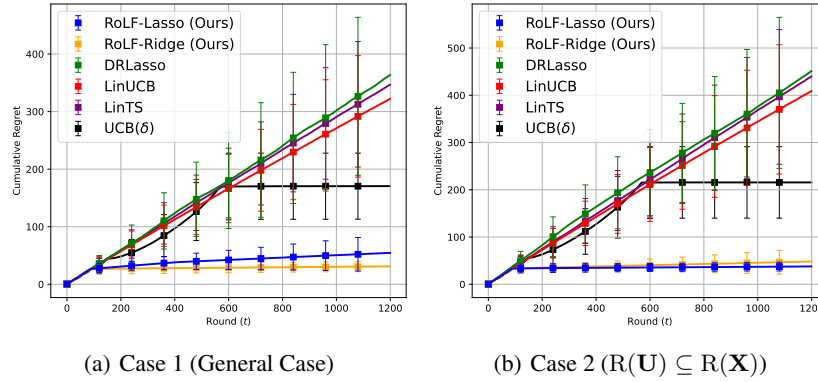 RoLF-Lasso (Ours)
RoLF-Ridge (Ours)
DRLasso
LinUCB
LinTS
UCB(δ)
Cumulative Regret
400
300
200
100
0
0 200 400 600 800 1000 1200
Round (t)
(a) Case 1 (General Case)
RoLF-Lasso (Ours)
RoLF-Ridge (Ours)
DRLasso
LinUCB
LinTS
UCB(δ)
Cumulative Regret
500
400
300
200
100
0
0 200 400 600 800 1000 1200
Round (t)
(b) Case 2 (R(U) ⊆ R(X))